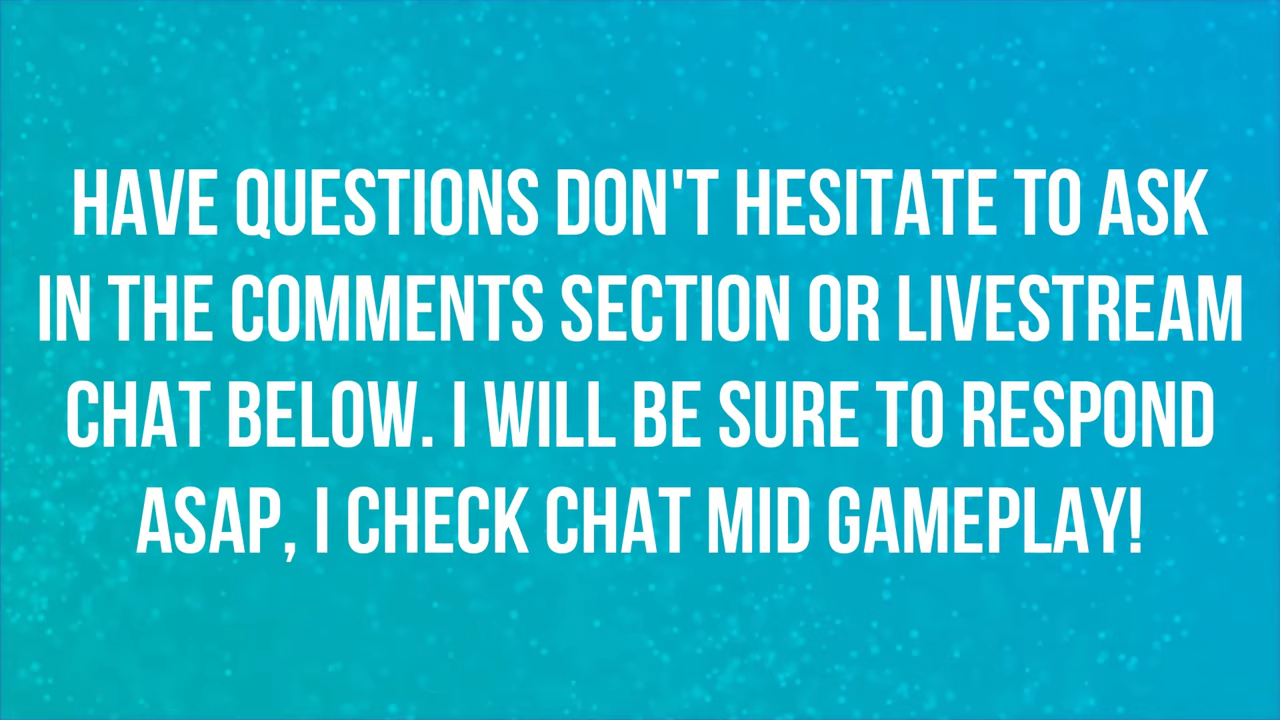 HAVE QUESTIONS DON'T HESITATE TO ASK
IN THE COMMENTS SECTION OR LIVESTREAM
CHAT BELOW. I WILL BE SURE TO RESPOND
ASAP, I CHECK CHAT MID GAMEPLAY!